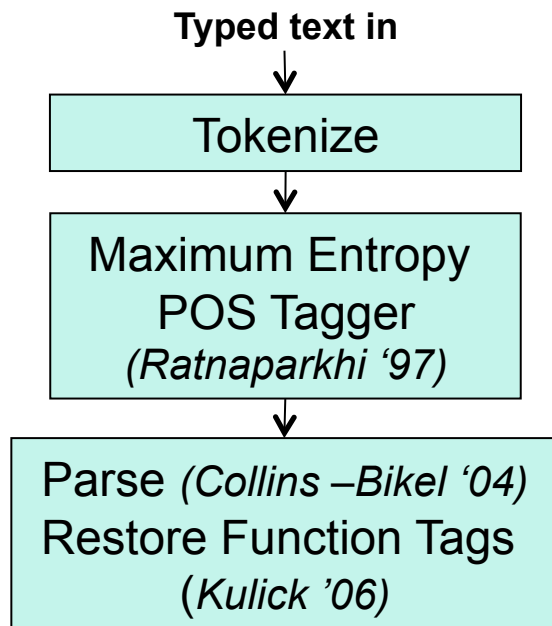 Typed text in
Tokenize
Maximum Entropy
POS Tagger
(Ratnaparkhi ‘97)
Parse (Collins –Bikel ‘04)
Restore Function Tags
(Kulick ’06)